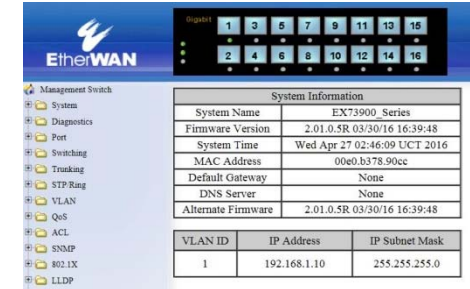 EtherWAN
Gigabit
1 3 5 7 9 11 13 15
2 4 6 8 10 12 14 16
Management Switch
System
Diagnostics
Port
Switching
Trunking
STP/Ring
VLAN
QoS
ACL
SNMP
802.1X
LLDP
System Information
System Name EX73900_Series
Firmware Version 2.01.0.5R 03/30/16 16:39:48
System Time Wed Apr 27 02:46:09 UCT 2016
MAC Address 00e0.b378.90cc
Default Gateway None
DNS Server None
Alternate Firmware 2.01.0.5R 03/30/16 16:39:48
VLAN ID IP Address IP Subnet Mask
1 192.168.1.10 255.255.255.0